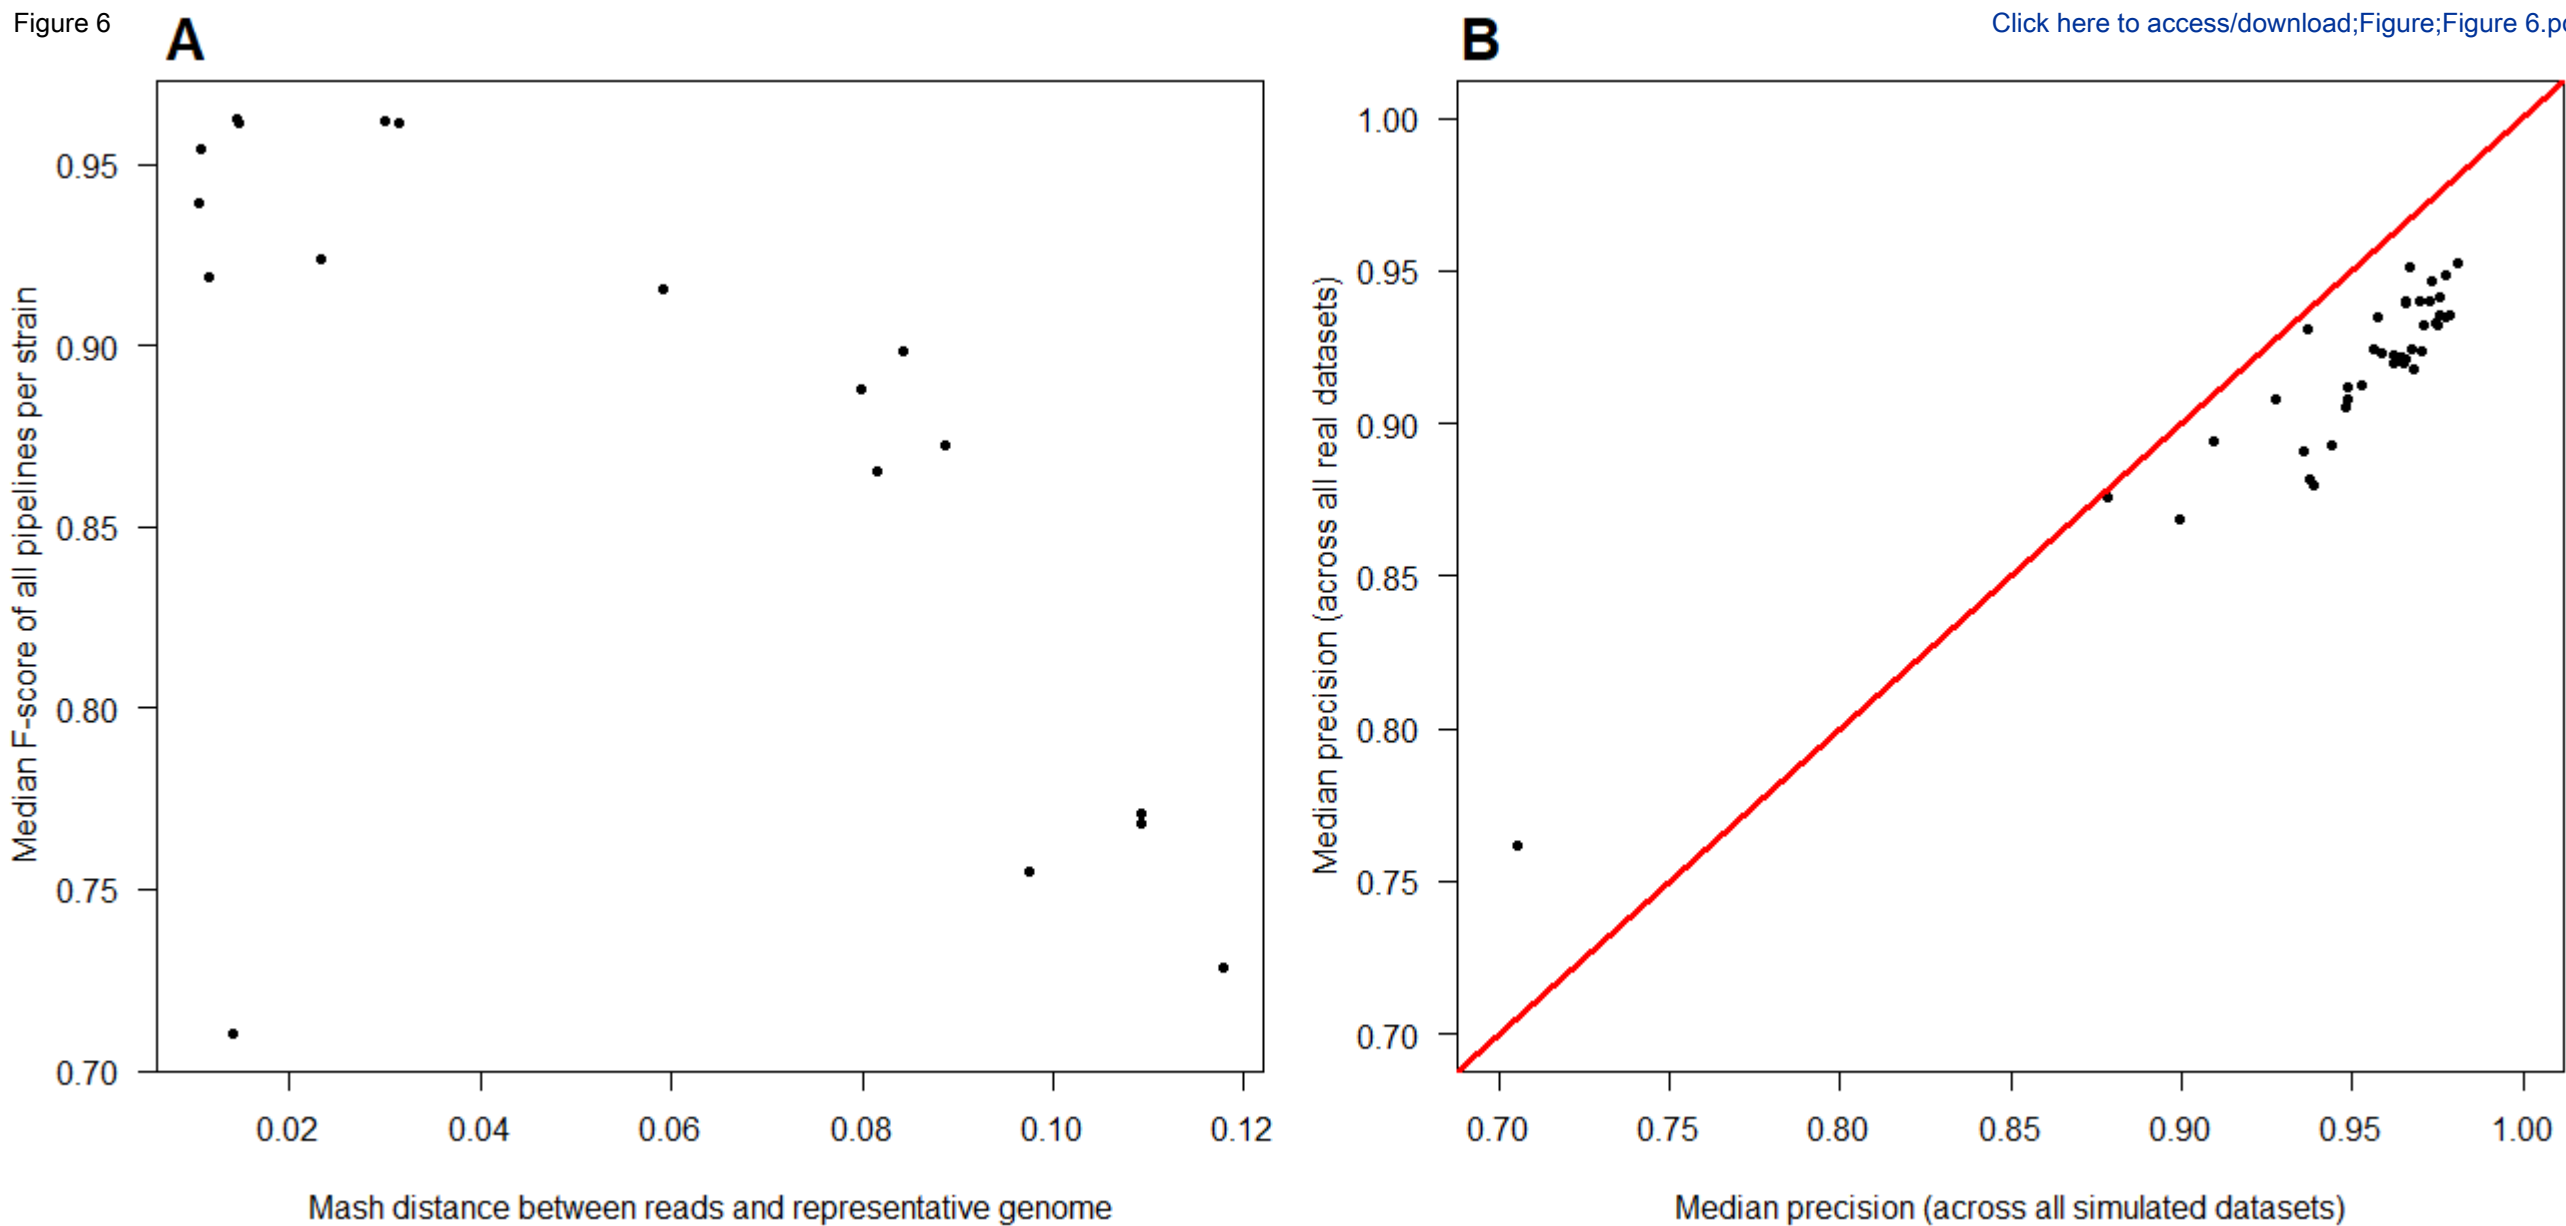 Figure 6
Click here to access/download;Figure;Figure 6.p
A
B
Median F-score of all pipelines per strain
0.95
0.90
0.85
0.80
0.75
0.70
0.02 0.04 0.06 0.08 0.10 0.12
Mash distance between reads and representative genome
Median precision (across all real datasets)
1.00
0.95
0.90
0.85
0.80
0.75
0.70
0.70 0.75 0.80 0.85 0.90 0.95 1.00
Median precision (across all simulated datasets)